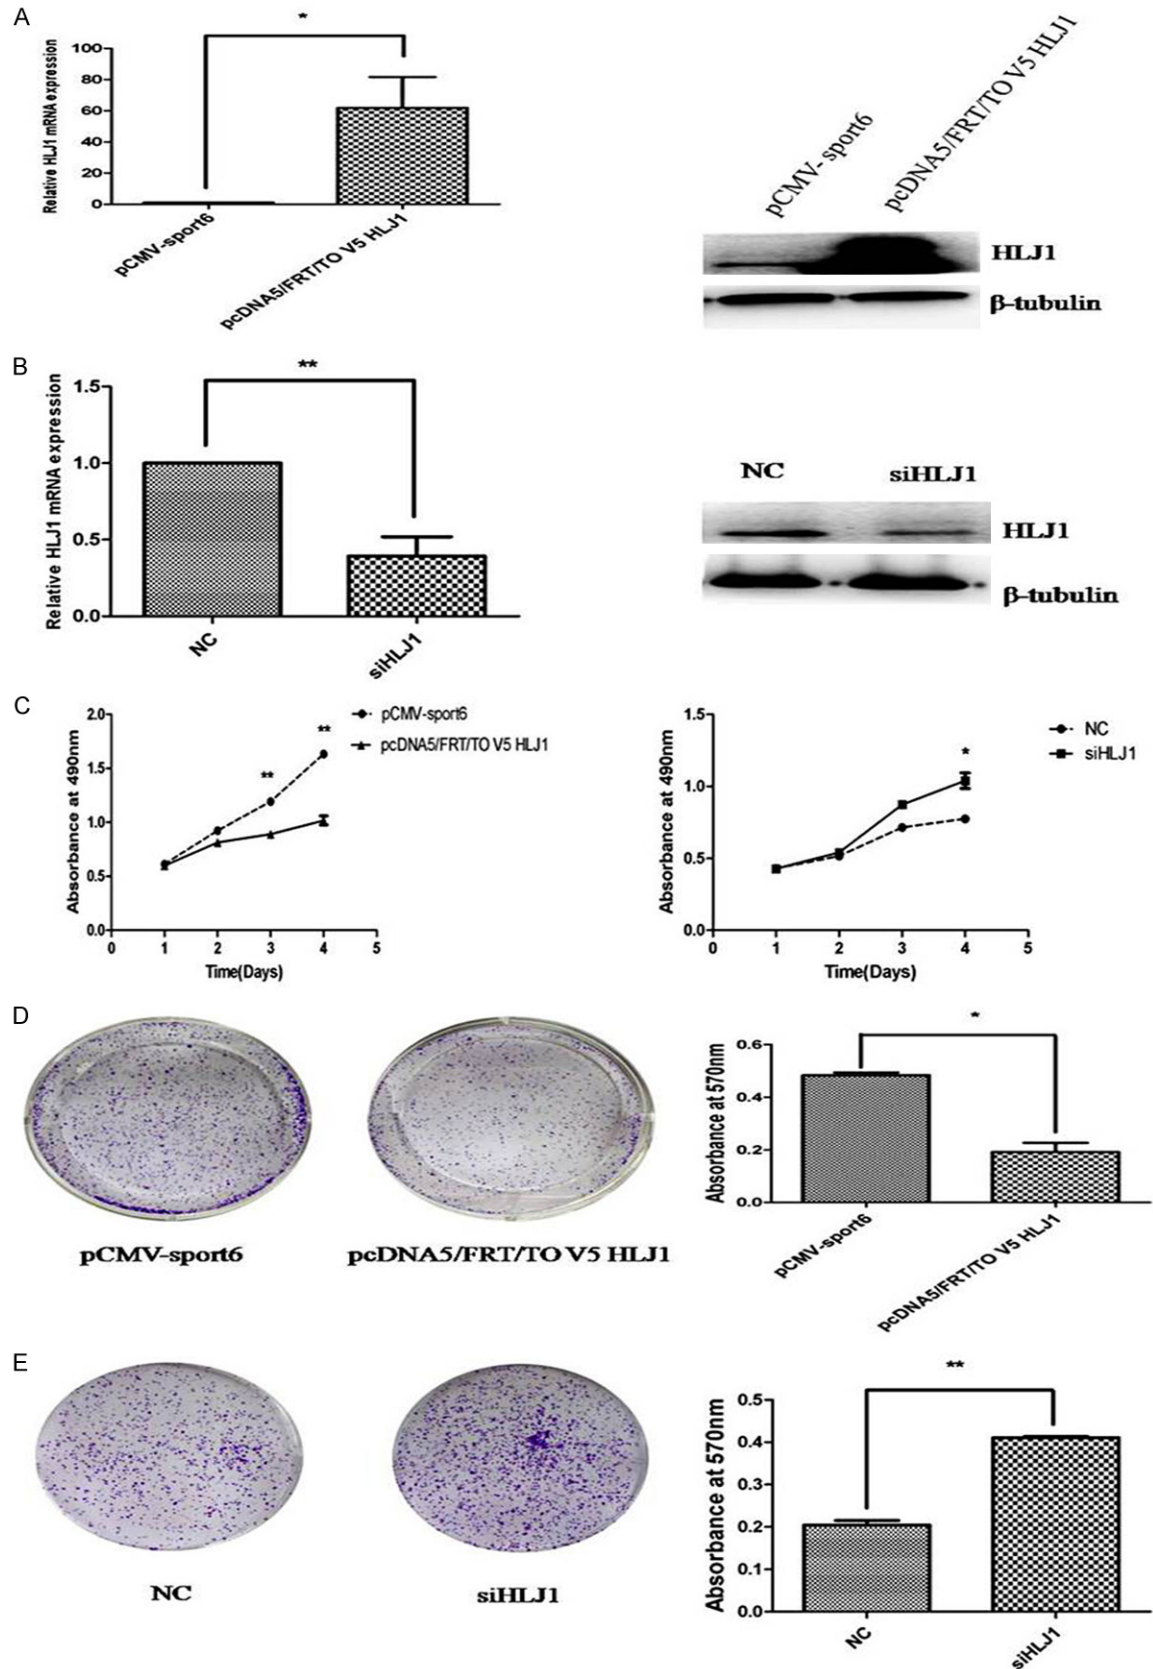 A
*
Relative HLJ1 mRNA expression
100
80
60
40
20
0
pCMV-sport6
pcDNA5/FRT/TO V5 HLJ1
pCMV- sport6
pcDNA5/FRT/TO V5 HLJ1
HLJ1
β-tubulin
B
**
Relative HLJ1 mRNA expression
1.5
1.0
0.5
0.0
NC
siHLJ1
NC
siHLJ1
HLJ1
β-tubulin
C
Absorbance at 490nm
2.0
1.5
1.0
0.5
0.0
0 1 2 3 4 5
Time(Days)
**
**
pCMV-sport6
pcDNA5/FRT/TO V5 HLJ1
Absorbance at 490nm
1.5
1.0
0.5
0.0
0 1 2 3 4 5
Time(Days)
*
NC
siHLJ1
D
pCMV-sport6
pcDNA5/FRT/TO V5 HLJ1
*
Absorbance at 570nm
0.6
0.4
0.2
0.0
pCMV-sport6
pcDNA5/FRT/TO V5 HLJ1
E
NC
siHLJ1
**
Absorbance at 570nm
0.5
0.4
0.3
0.2
0.1
0.0
NC
siHLJ1